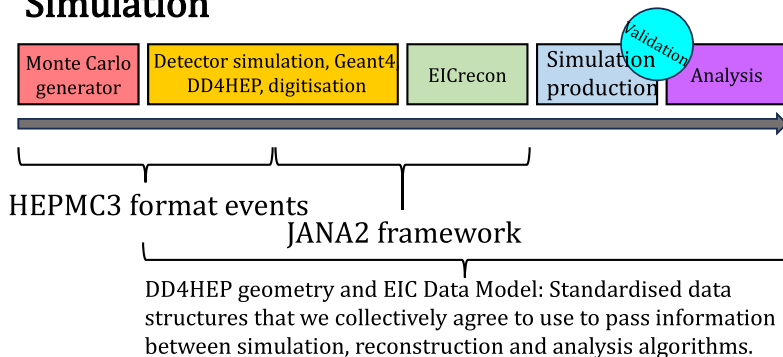 Simulation
Monte Carlo
generator
Detector simulation, Geant4,
DD4HEP, digitisation
EICrecon
Simulation
production
Validation
Analysis
HEPMC3 format events
JANA2 framework
DD4HEP geometry and EIC Data Model: Standardised data
structures that we collectively agree to use to pass information
between simulation, reconstruction and analysis algorithms.